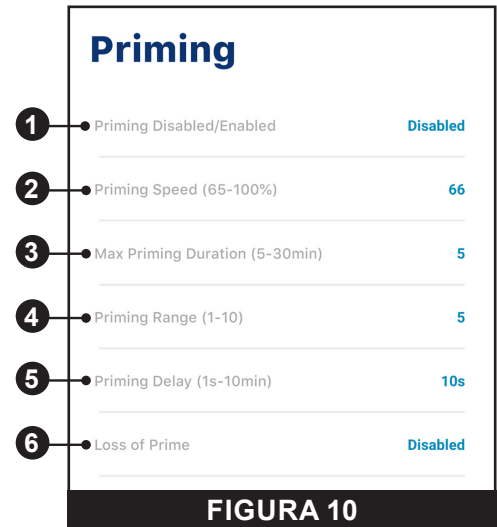 Priming
1 Priming Disabled/Enabled Disabled
2 Priming Speed (65-100%) 66
3 Max Priming Duration (5-30min) 5
4 Priming Range (1-10) 5
5 Priming Delay (1s-10min) 10s
6 Loss of Prime Disabled
FIGURA 10